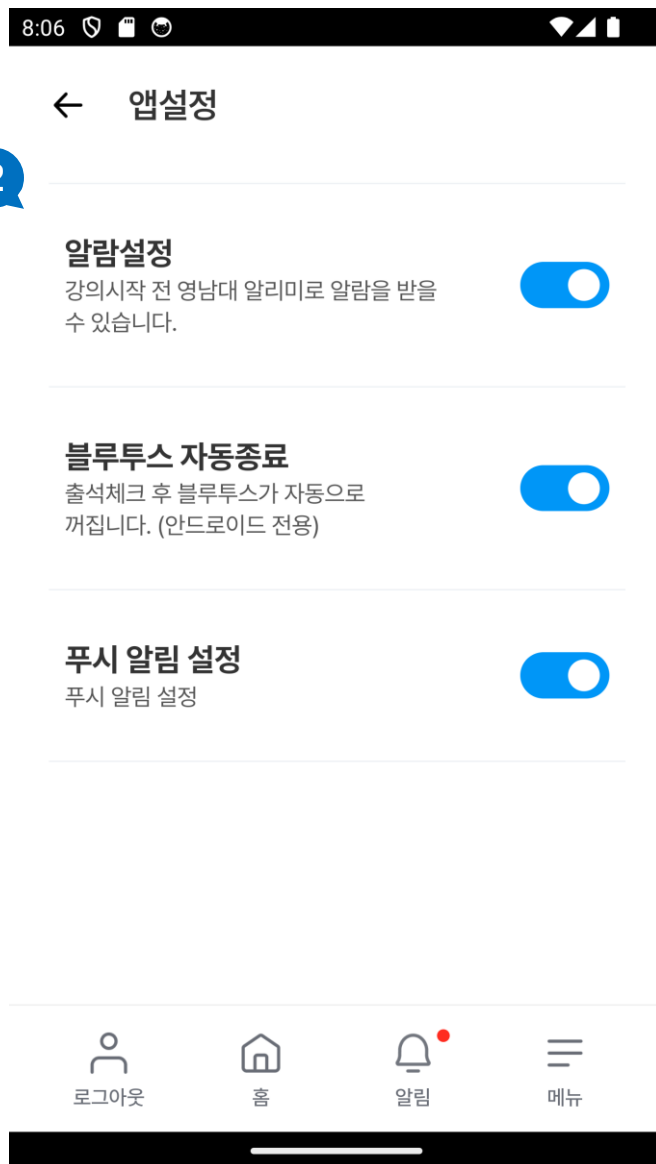 8:06
앱설정
2
알람설정
강의시작 전 영남대 알리미로 알람을 받을
수 있습니다.
블루투스 자동종료
출석체크 후 블루투스가 자동으로
꺼집니다. (안드로이드 전용)
푸시 알림 설정
푸시 알림 설정
로그아웃
홈
알림
메뉴